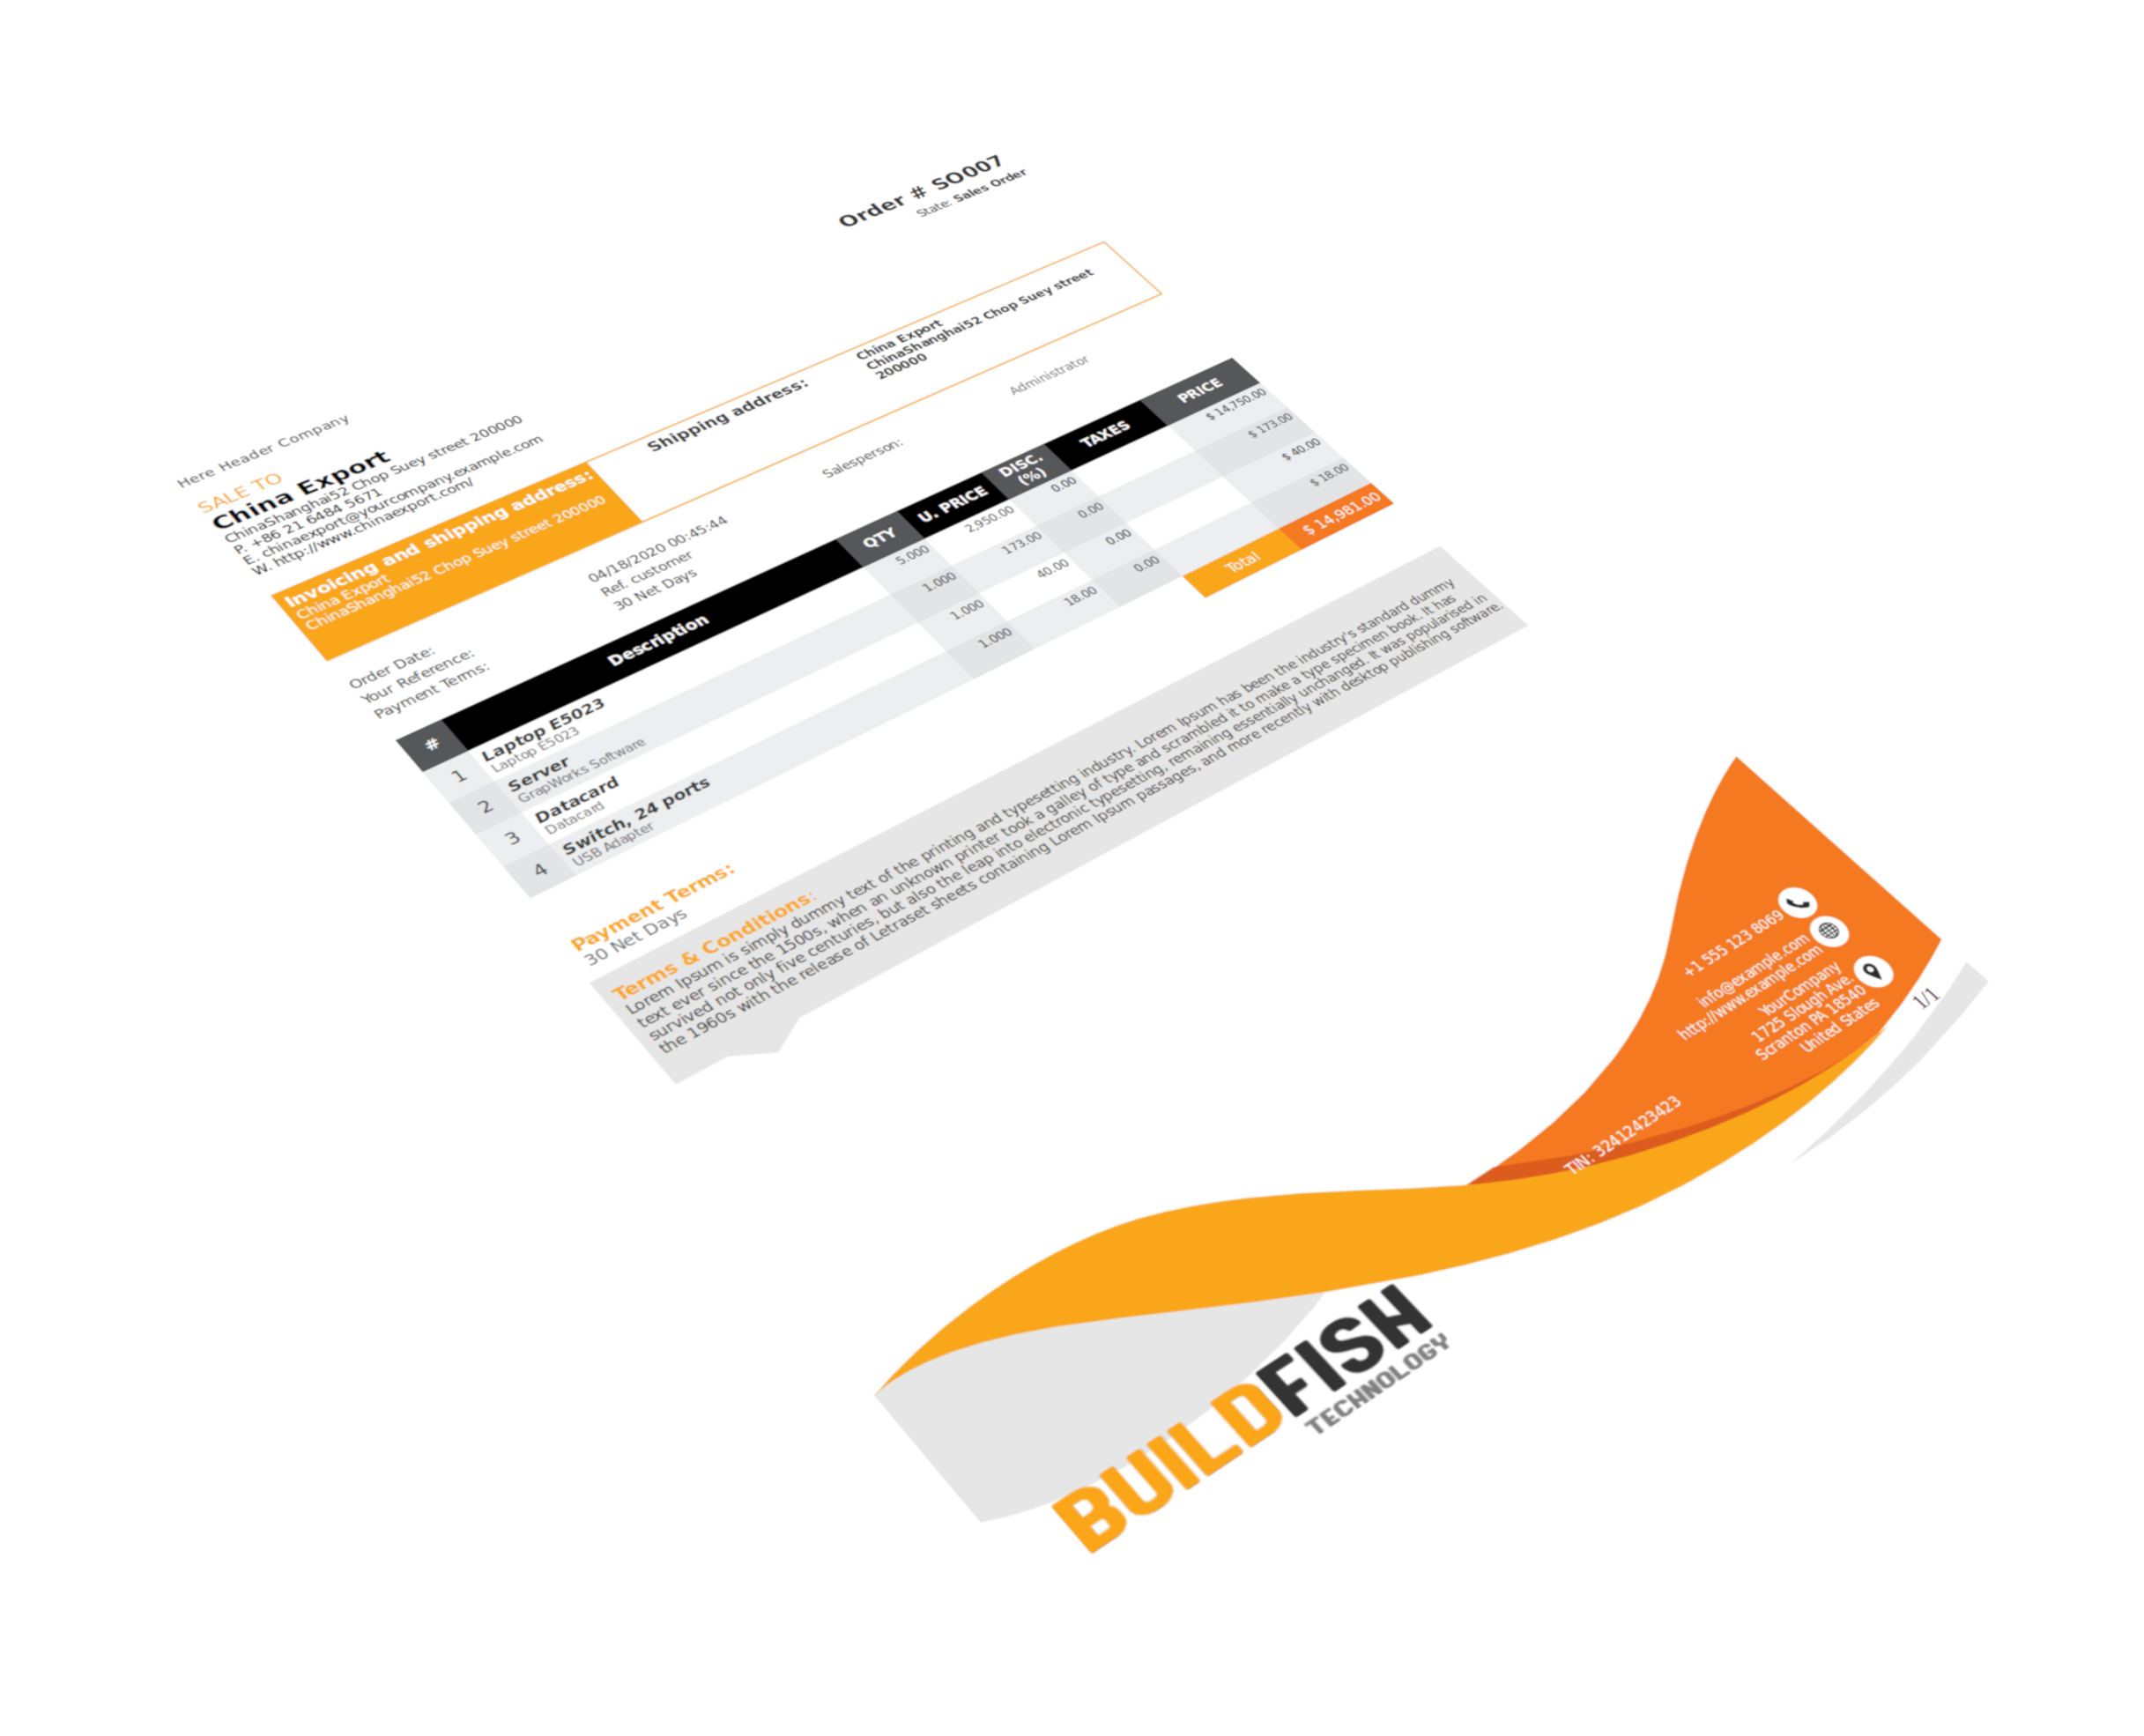 Order # SO007
State: Sales Order
Here Header Company
SALE TO
China Export
ChinaShanghai52 Chop Suey street 200000
P. +86 21 6484 5671
E. chinaexport@yourcompany.example.com
W. http://www.chinaexport.com/
Invoicing and shipping address:
China Export
ChinaShanghai52 Chop Suey street 200000
Shipping address:
China Export
ChinaShanghai52 Chop Suey street
200000
Order Date: 04/18/2020 00:45:44 Salesperson: Administrator
Your Reference: Ref. customer
Payment Terms: 30 Net Days
# Description QTY U. PRICE DISC. (%) TAXES PRICE
1 Laptop E5023 5.000 2,950.00 0.00 $ 14,750.00
Laptop E5023
2 Server 1.000 173.00 0.00 $ 173.00
GrapWorks Software
3 Datacard 1.000 40.00 0.00 $ 40.00
Datacard
4 Switch, 24 ports 1.000 18.00 0.00 $ 18.00
USB Adapter
Total $ 14,981.00
Payment Terms:
30 Net Days
Terms & Conditions:
Lorem Ipsum is simply dummy text of the printing and typesetting industry. Lorem Ipsum has been the industry's standard dummy
text ever since the 1500s, when an unknown printer took a galley of type and scrambled it to make a type specimen book. It has
survived not only five centuries, but also the leap into electronic typesetting, remaining essentially unchanged. It was popularised in
the 1960s with the release of Letraset sheets containing Lorem Ipsum passages, and more recently with desktop publishing software.
+1 555 123 8069
info@example.com
http://www.example.com
YourCompany
1725 Slough Ave.
Scranton PA 18540
United States
1/1
TIN: 32412423423
BUILDFISH
TECHNOLOGY